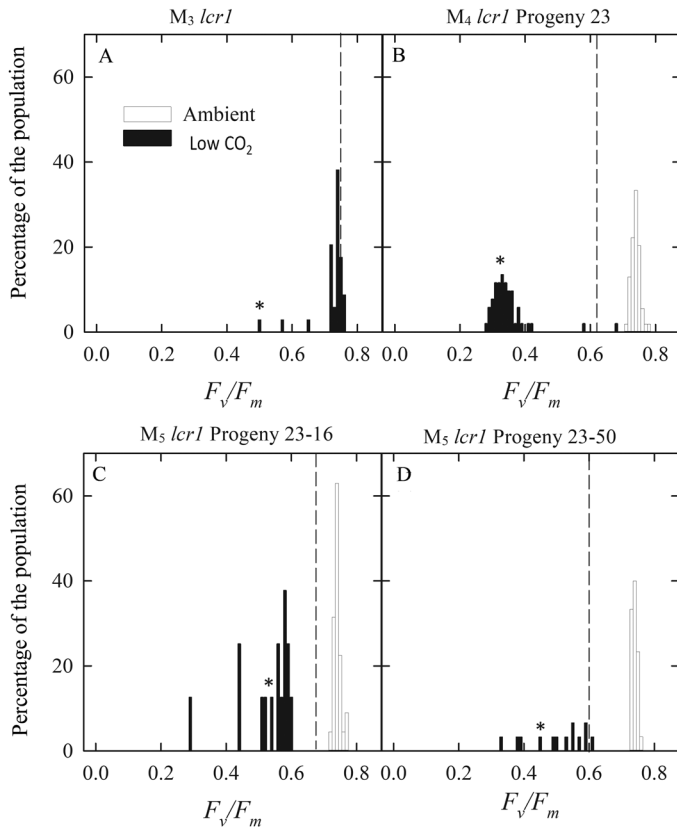 M₃ lcr1
M₄ lcr1 Progeny 23
A
B
Percentage of the population
60
40
20
0
Ambient
Low CO₂
*
*
0.0 0.2 0.4 0.6 0.8
0.0 0.2 0.4 0.6 0.8
Fv/Fm
Fv/Fm
M₅ lcr1 Progeny 23-16
M₅ lcr1 Progeny 23-50
C
D
Percentage of the population
60
40
20
0
*
*
0.0 0.2 0.4 0.6 0.8
0.0 0.2 0.4 0.6 0.8
Fv/Fm
Fv/Fm